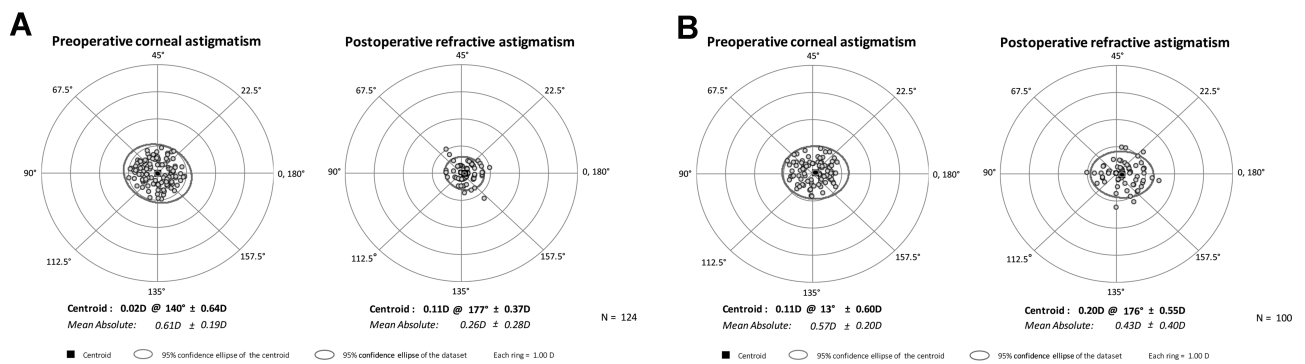 A
Preoperative corneal astigmatism
45°
67.5°
22.5°
90°
0, 180°
112.5°
157.5°
135°
Centroid : 0.02D @ 140° ± 0.64D
Mean Absolute: 0.61D ± 0.19D
Postoperative refractive astigmatism
45°
67.5°
22.5°
90°
0, 180°
112.5°
157.5°
135°
Centroid : 0.11D @ 177° ± 0.37D
Mean Absolute: 0.26D ± 0.28D
N = 124
Centroid
95% confidence ellipse of the centroid
95% confidence ellipse of the dataset
Each ring = 1.00 D
B
Preoperative corneal astigmatism
45°
67.5°
22.5°
90°
0, 180°
112.5°
157.5°
135°
Centroid : 0.11D @ 13° ± 0.60D
Mean Absolute: 0.57D ± 0.20D
Postoperative refractive astigmatism
45°
67.5°
22.5°
90°
0, 180°
112.5°
157.5°
135°
Centroid : 0.20D @ 176° ± 0.55D
Mean Absolute: 0.43D ± 0.40D
N = 100
Centroid
95% confidence ellipse of the centroid
95% confidence ellipse of the dataset
Each ring = 1.00 D